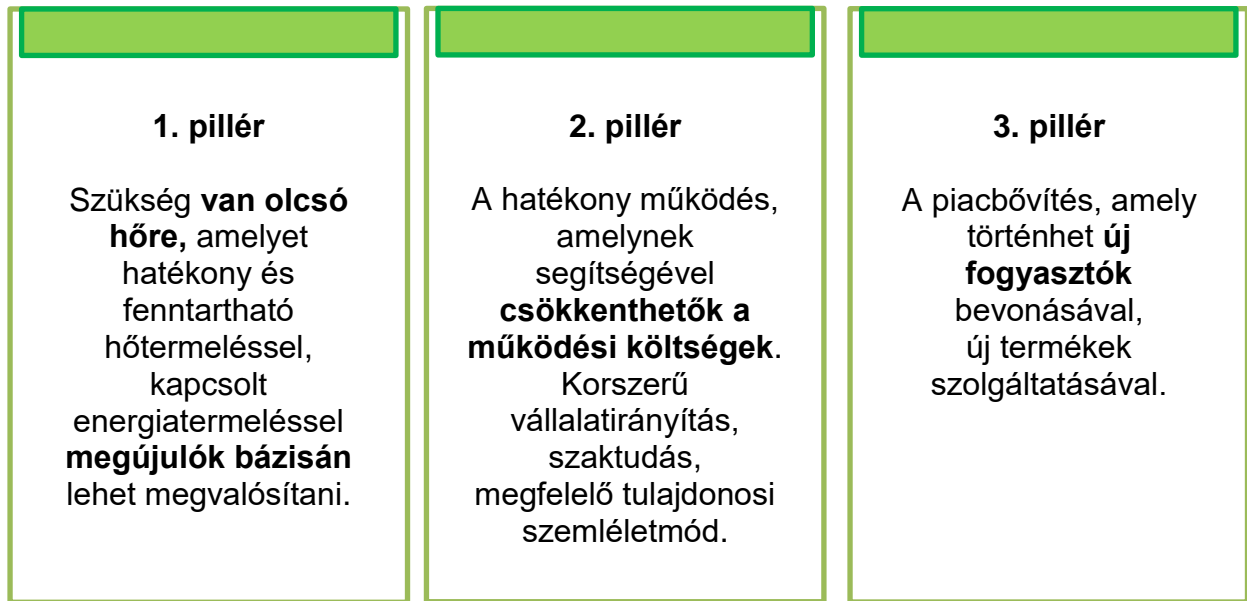 1. pillér
Szükség van olcsó
hőre, amelyet
hatékony és
fenntartható
hőtermeléssel,
kapcsolt
energiatermeléssel
megújulók bázisán
lehet megvalósítani.
2. pillér
A hatékony működés,
amelynek
segítségével
csökkenthetők a
működési költségek.
Korszerű
vállalatirányítás,
szaktudás,
megfelelő tulajdonosi
szemléletmód.
3. pillér
A piacbővítés, amely
történhet új
fogyasztók
bevonásával,
új termékek
szolgáltatásával.